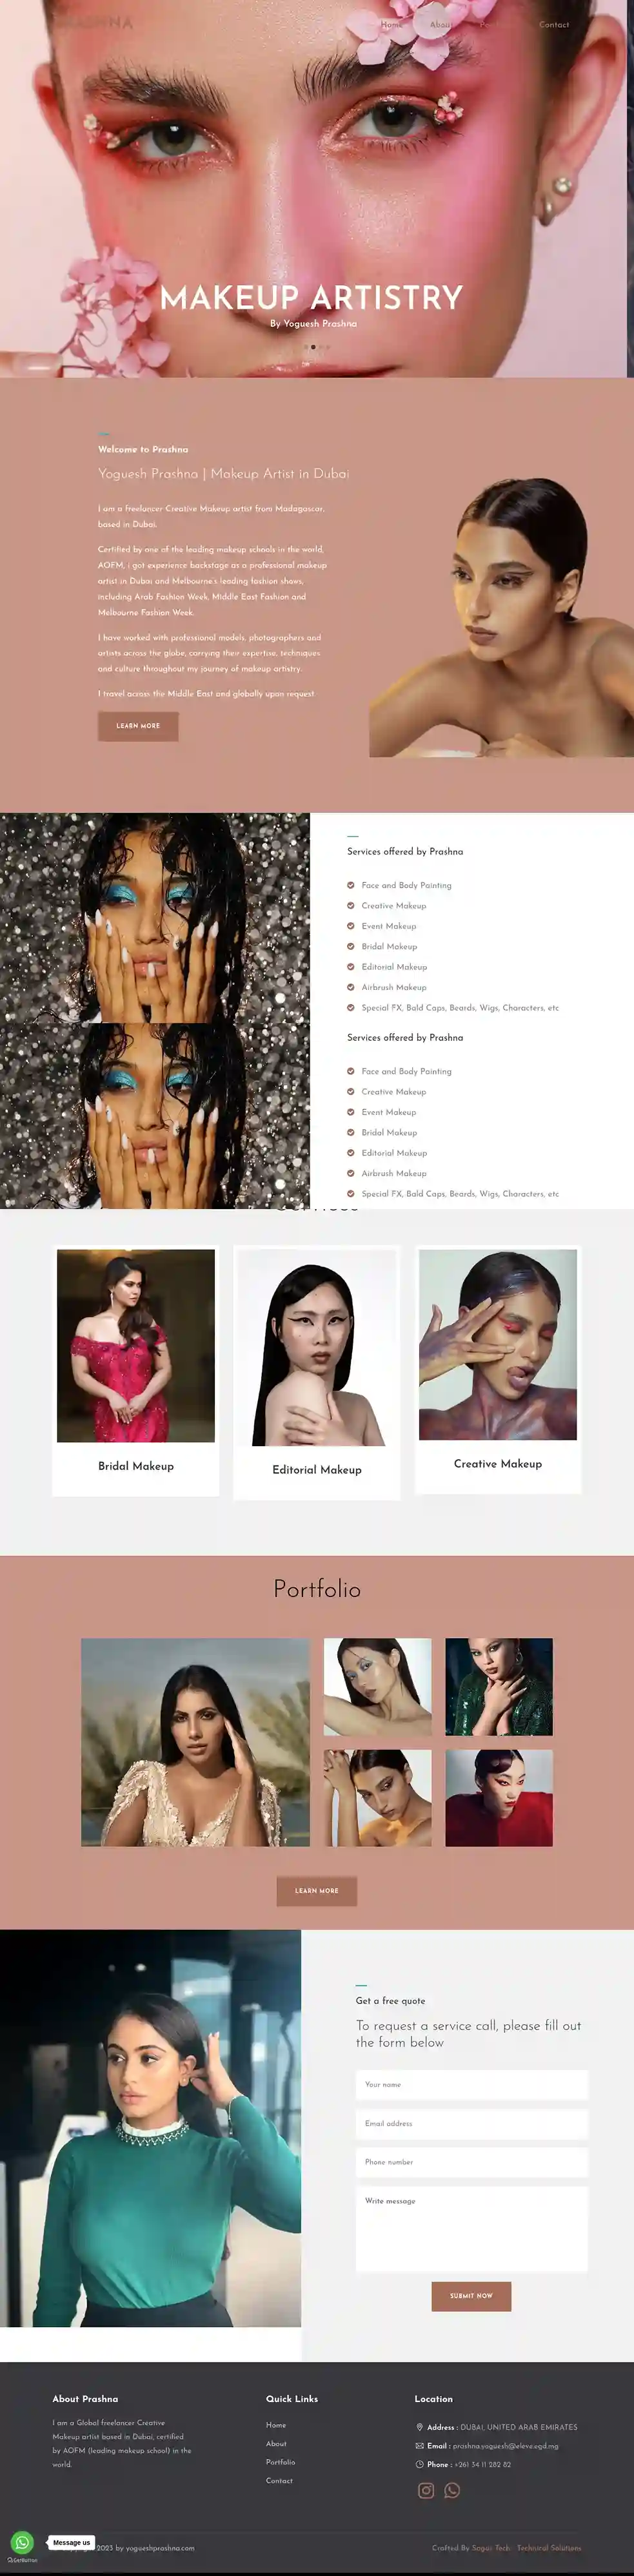 PRASHNA
Home About Contact
MAKEUP ARTISTRY
By Yoguesh Prashna
Welcome to Prashna
Yoguesh Prashna | Makeup Artist in Dubai
I am a freelancer Creative Makeup artist from Madagascar,
based in Dubai.
Certified by one of the leading makeup schools in the world,
AOFM, i got experience backstage as a professional makeup
artist in Dubai and Melbourne's leading fashion shows,
including Arab Fashion Week, Middle East Fashion and
Melbourne Fashion Week.
I have worked with professional models, photographers and
artists across the globe, carrying their expertise, techniques
and culture throughout my journey of makeup artistry.
I travel across the Middle East and globally upon request
LEARN MORE
Services offered by Prashna
Face and Body Painting
Creative Makeup
Event Makeup
Bridal Makeup
Editorial Makeup
Airbrush Makeup
Special FX, Bald Caps, Beards, Wigs, Characters, etc
Services offered by Prashna
Face and Body Painting
Creative Makeup
Event Makeup
Bridal Makeup
Editorial Makeup
Airbrush Makeup
Special FX, Bald Caps, Beards, Wigs, Characters, etc
Bridal Makeup
Editorial Makeup
Creative Makeup
Portfolio
LEARN MORE
Get a free quote
To request a service call, please fill out
the form below
Your name
Email address
Phone number
Write message
SUBMIT NOW
About Prashna
I am a Global freelancer Creative
Makeup artist based in Dubai, certified
by AOFM (leading makeup school) in the
world.
Quick Links
Home
About
Portfolio
Contact
Location
Address : DUBAI, UNITED ARAB EMIRATES
Email : prashna.yoguesh@eleve.egd.mg
Phone : +261 34 11 282 82
Message us
GetButton
2023 by yogueshprashna.com
Crafted By Sogoi Tech - Technical Solutions